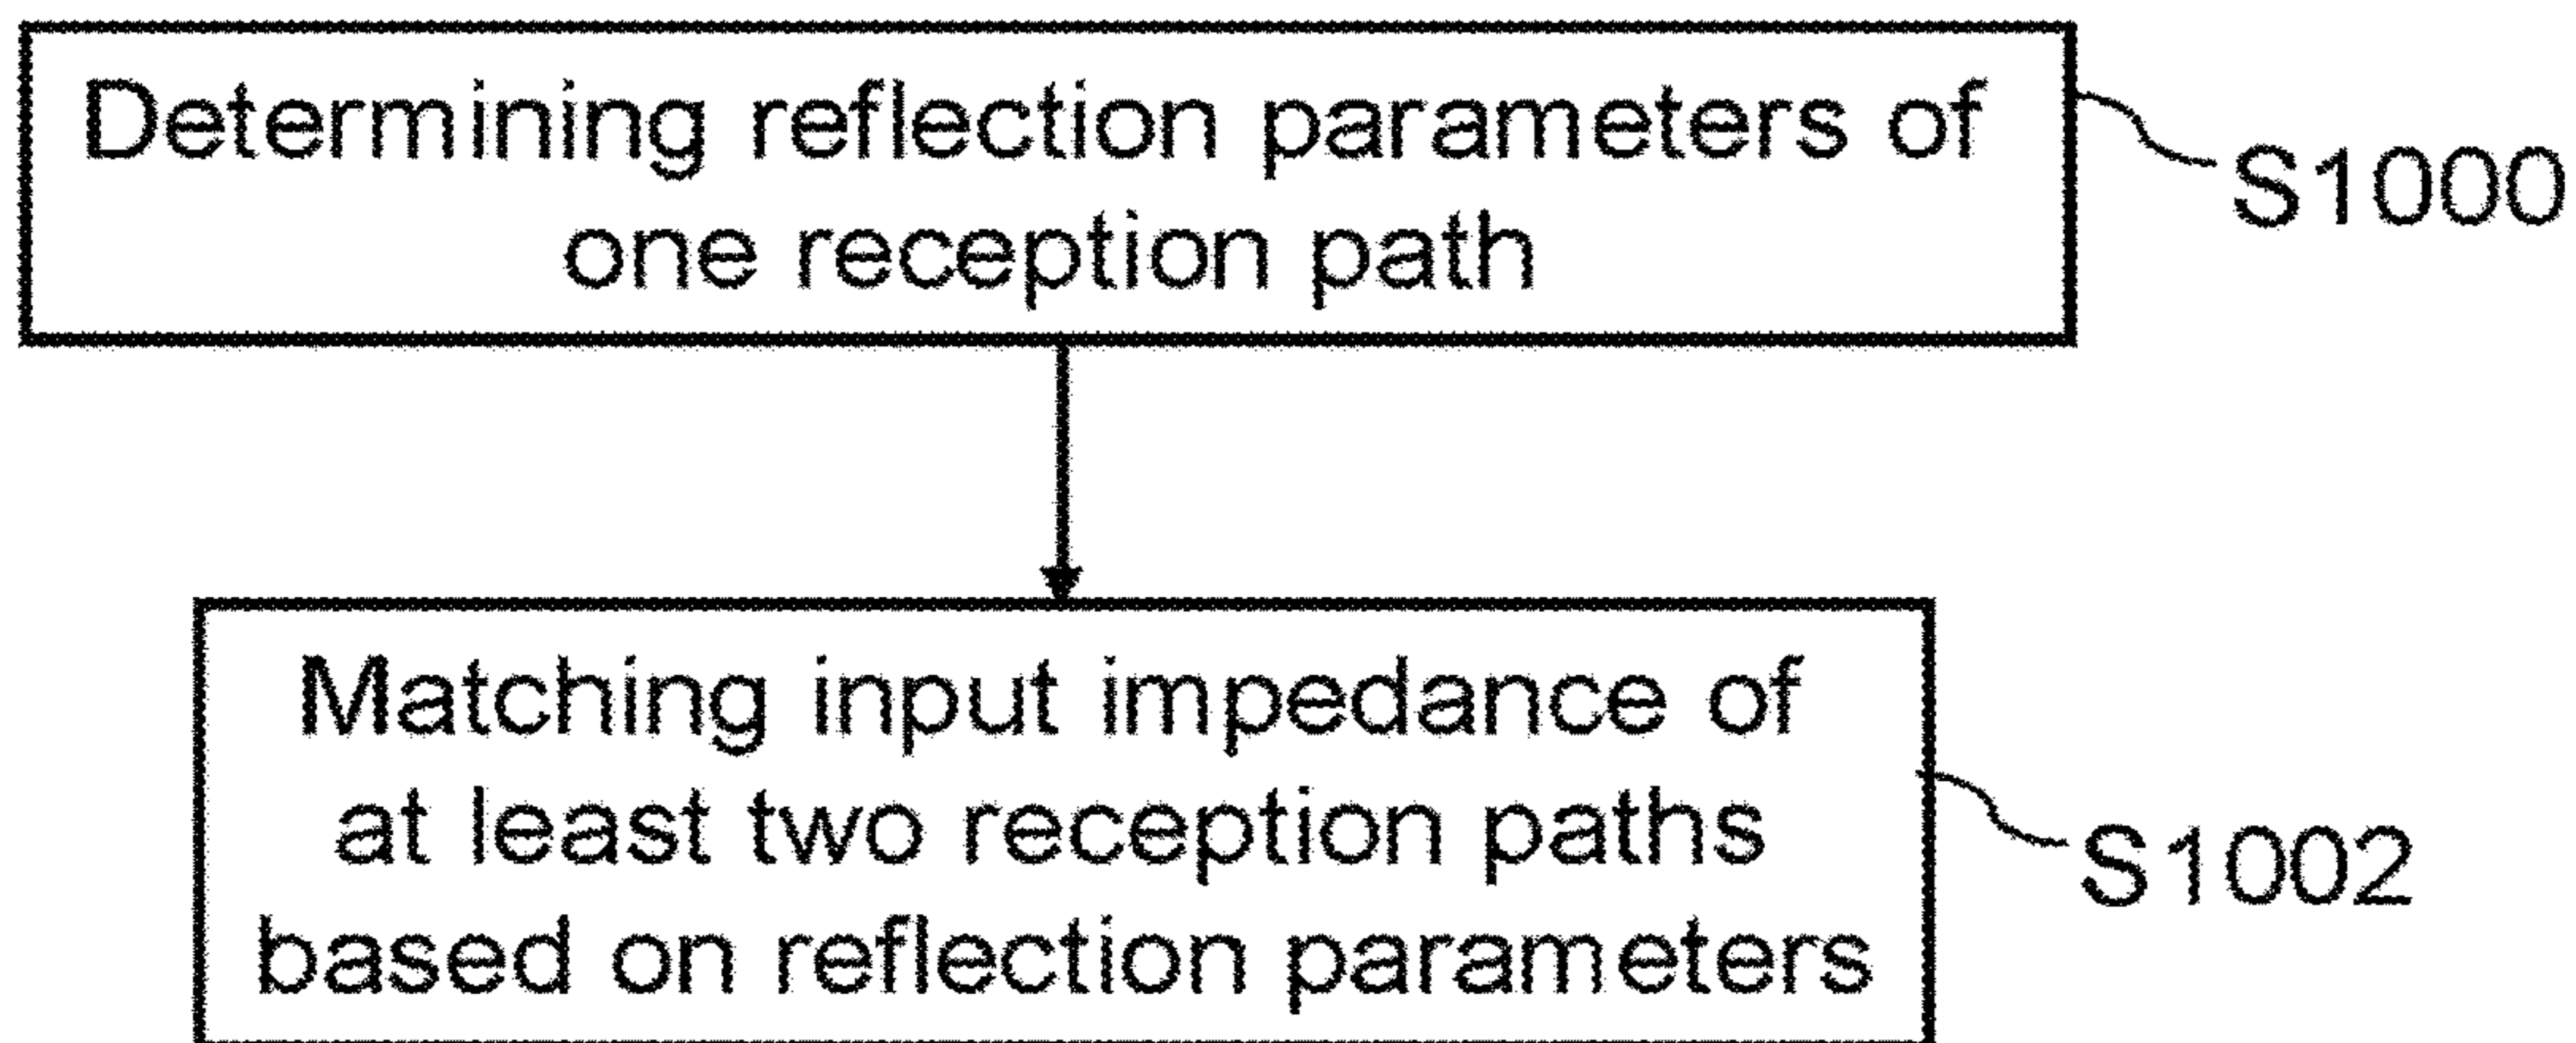 Determining reflection parameters of
one reception path
S1000
Matching input impedance of
at least two reception paths
based on reflection parameters
S1002